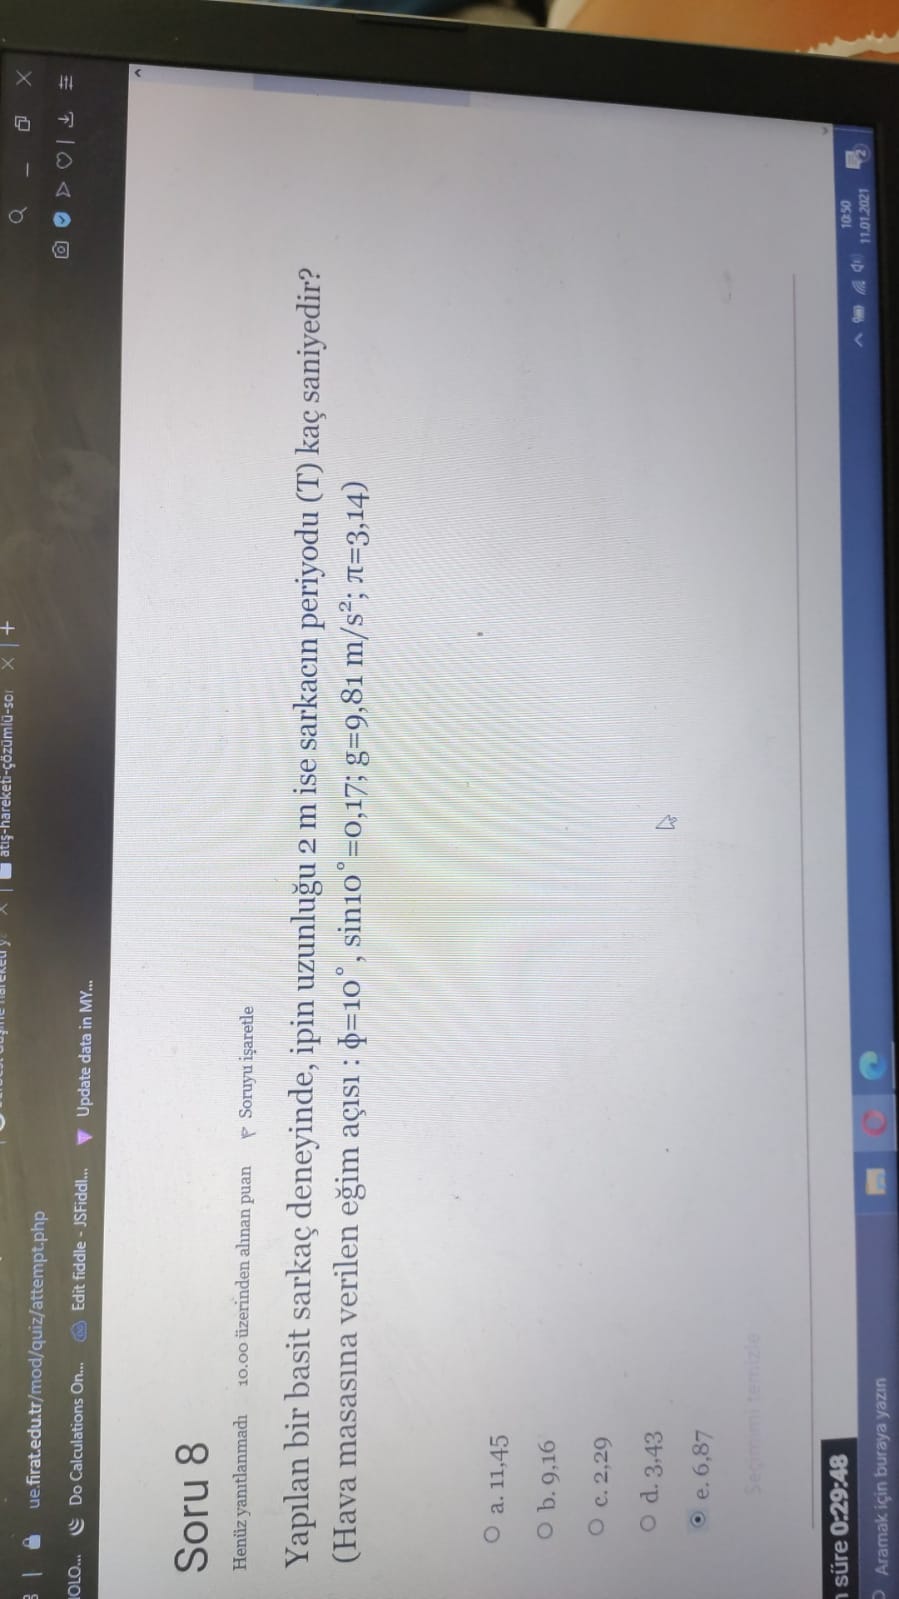 atış-hareketi-çözümlü-sor
ue.firat.edu.tr/mod/quiz/attempt.php
OLO...
Do Calculations On...
Edit fiddle - JSFiddl...
Update data in MY...
Soru 8
Henüz yanıtlanmadı
10.00 üzerinden alınan puan
Soruyu işaretle
Yapılan bir basit sarkaç deneyinde, ipin uzunluğu 2 m ise sarkacın periyodu (T) kaç saniyedir?
(Hava masasına verilen eğim açısı : ϕ=10°, sin10°=0,17; g=9,81 m/s²; π=3,14)
a. 11,45
b. 9,16
c. 2,29
d. 3,43
e. 6,87
Seçimimi temizle
süre 0:29:48
Aramak için buraya yazın
10:50
11.01.2021
2